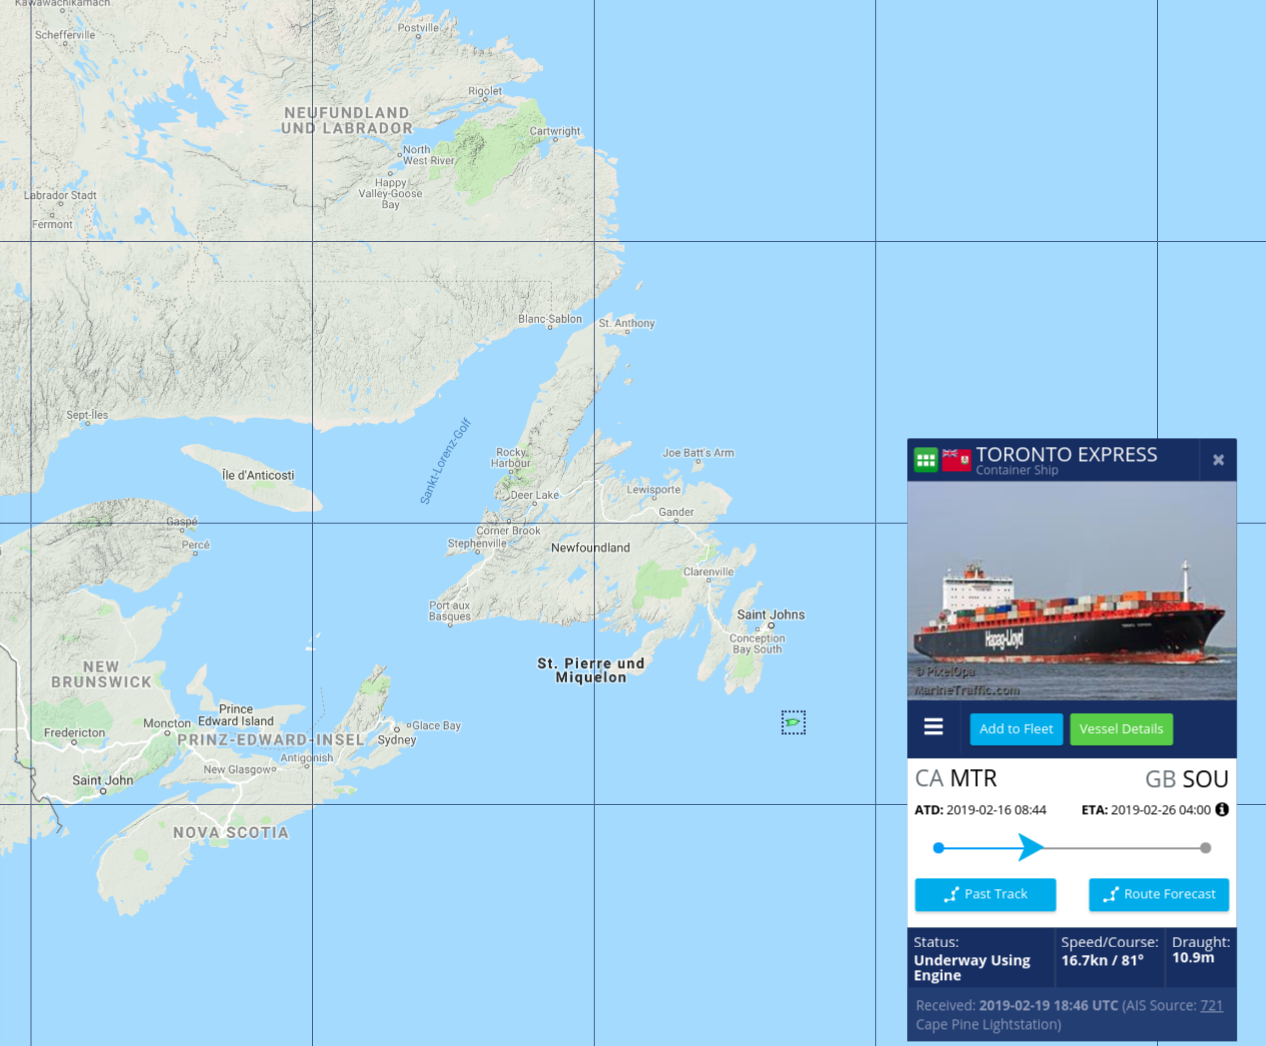 Kawawachikamach
Schefferville
Postville
Rigolet
NEUFUNDLAND
UND LABRADOR
Cartwright
North
West River
Happy
Valley-Goose
Bay
Labrador Stadt
Fermont
Blanc-Sablon
St. Anthony
Sept-Îles
Sankt-Lorenz-Golf
Île d'Anticosti
Rocky
Harbour
Joe Batt's Arm
Deer Lake
Lewisporte
Gander
Gaspé
Corner Brook
Percé
Stephenville
Newfoundland
Clarenville
Port aux
Basques
Saint Johns
Conception
Bay South
St. Pierre und
Miquelon
NEW
BRUNSWICK
Prince
Edward Island
Moncton
Fredericton
PRINZ-EDWARD-INSEL
Glace Bay
Sydney
Antigonish
New Glasgow
Saint John
NOVA SCOTIA
TORONTO EXPRESS
Container Ship
Hapag-Lloyd
© PixelOpa
MarineTraffic.com
Add to Fleet
Vessel Details
CA MTR GB SOU
ATD: 2019-02-16 08:44 ETA: 2019-02-26 04:00
Past Track
Route Forecast
Status:
Underway Using
Engine
Speed/Course:
16.7kn / 81°
Draught:
10.9m
Received: 2019-02-19 18:46 UTC (AIS Source: 721
Cape Pine Lightstation)